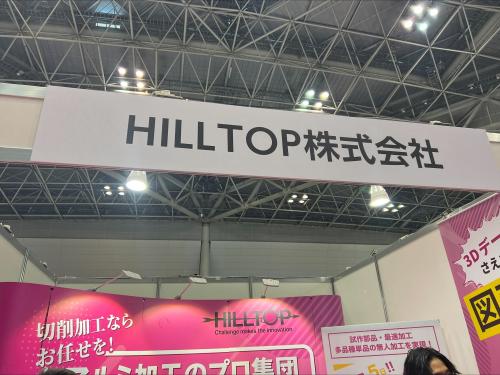 HILLTOP株式会社
切削加工なら
お任せを!
アルミ加工のプロ集団
HILLTOP
Challenge makes the innovation.
試作部品・最適加工
多品種単品の無人加工を実現!
5
3Dデー
さえ
図